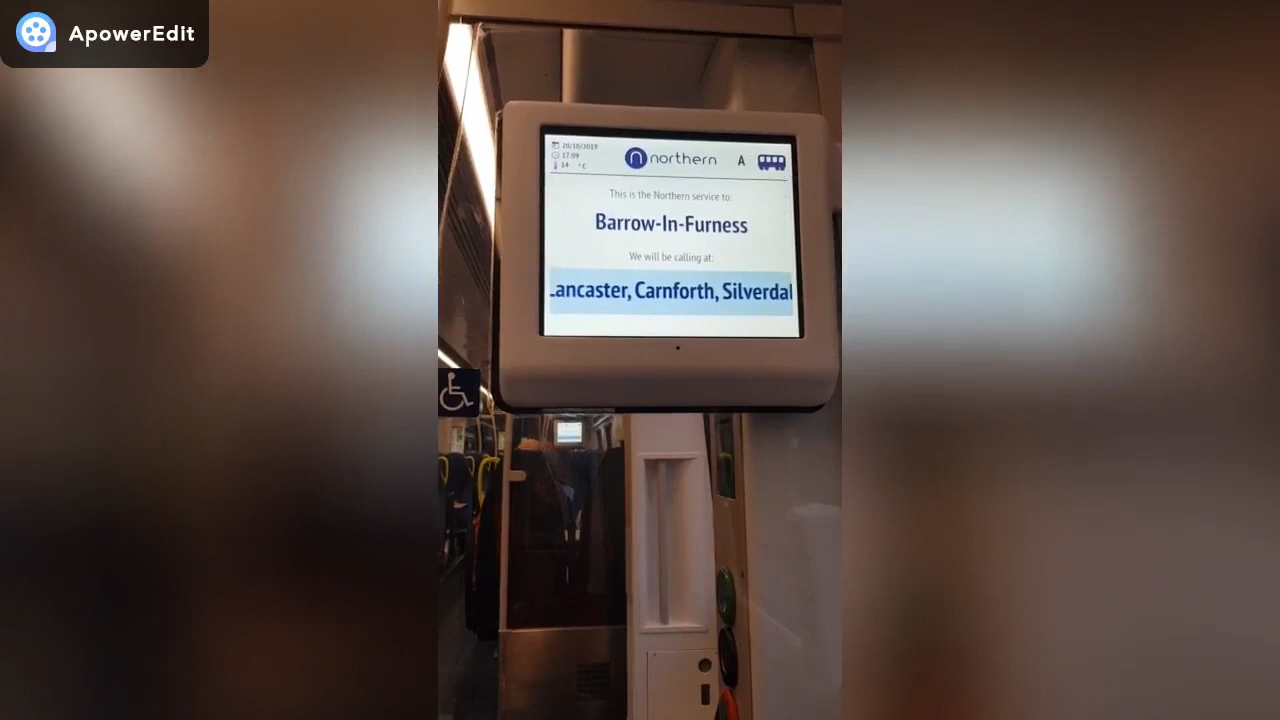 ApowerEdit
20/10/2019
17:09
14 °C
northern
A
This is the Northern service to:
Barrow-In-Furness
We will be calling at:
Lancaster, Carnforth, Silverdal